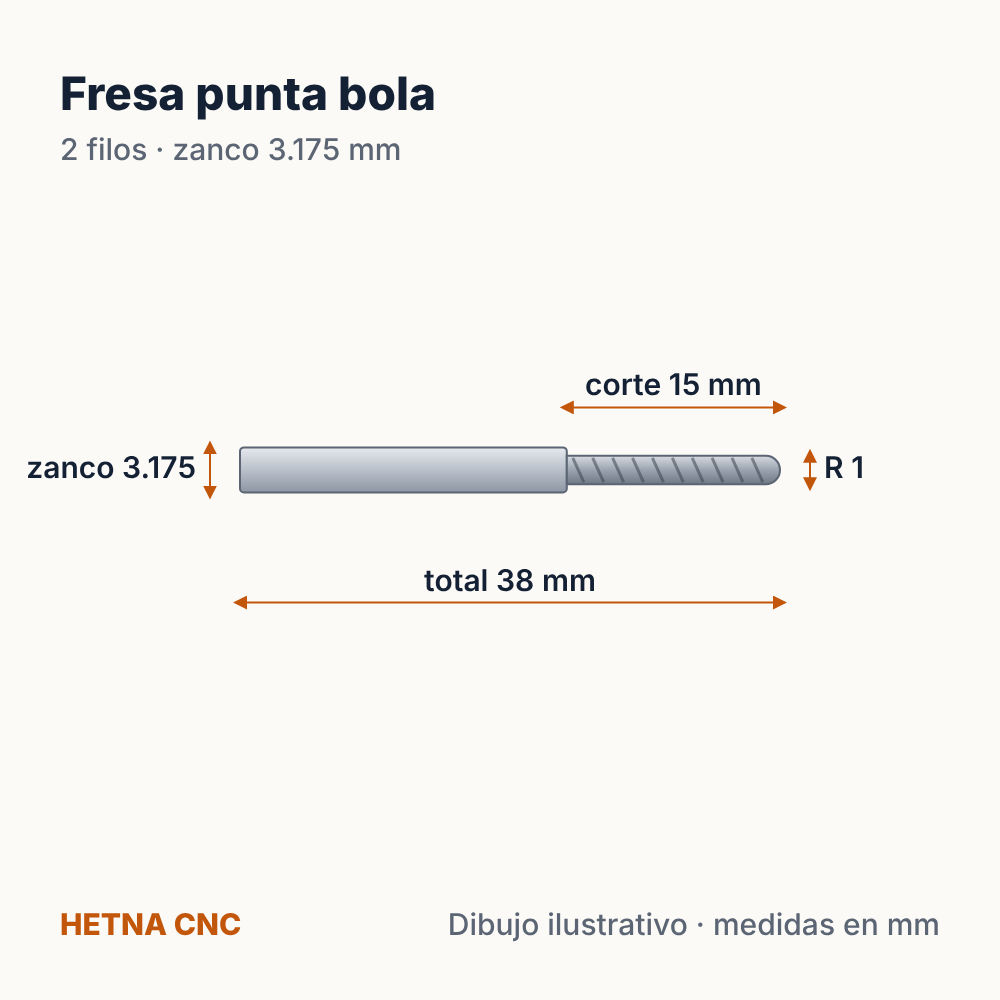 Fresa punta bola
2 filos · zanco 3.175 mm
corte 15 mm
zanco 3.175
R 1
total 38 mm
HETNA CNC
Dibujo ilustrativo · medidas en mm